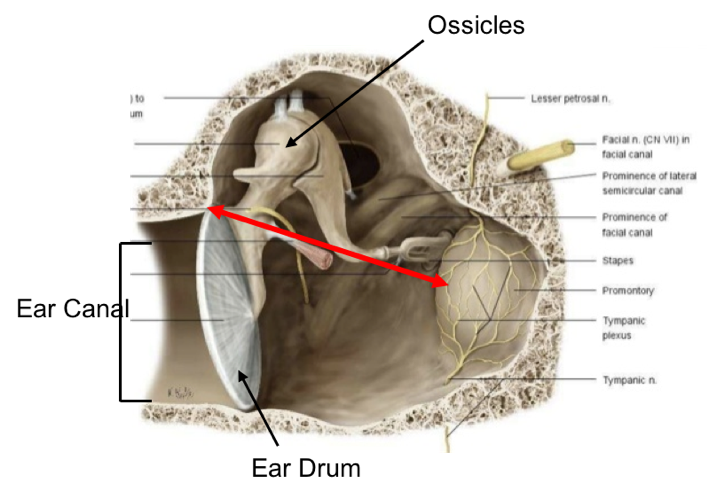 Ossicles
) to
um
Lesser petrosal n.
Facial n. (CN VII) in
facial canal
Prominence of lateral
semicircular canal
Prominence of
facial canal
Stapes
Ear Canal
Promontory
Tympanic
plexus
Tympanic n.
Ear Drum